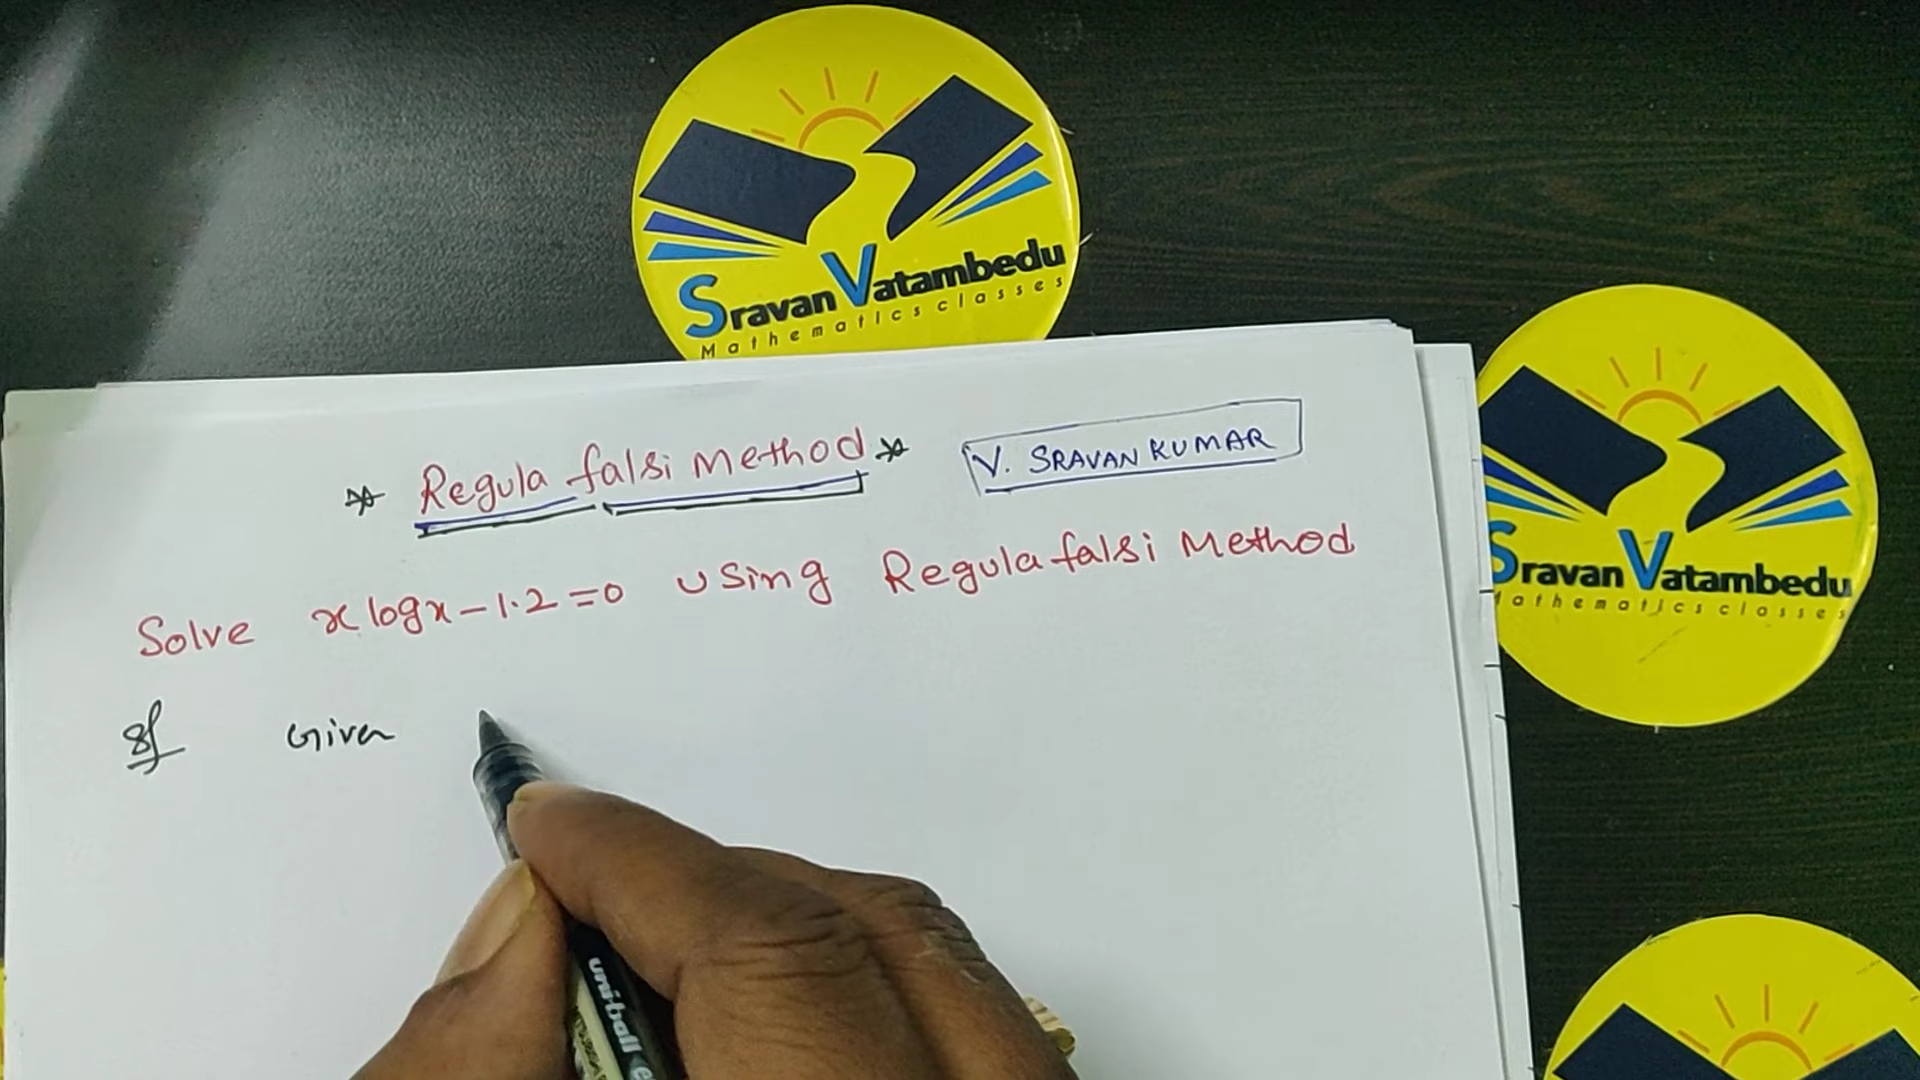 Sravan Vatambedu
Mathematics classes
* Regula falsi Method *
V. SRAVAN KUMAR
Solve x log x - 1.2 = 0 using Regula falsi Method
Sol Given
Sravan Vatambedu
Mathematics classes
uni-ball e